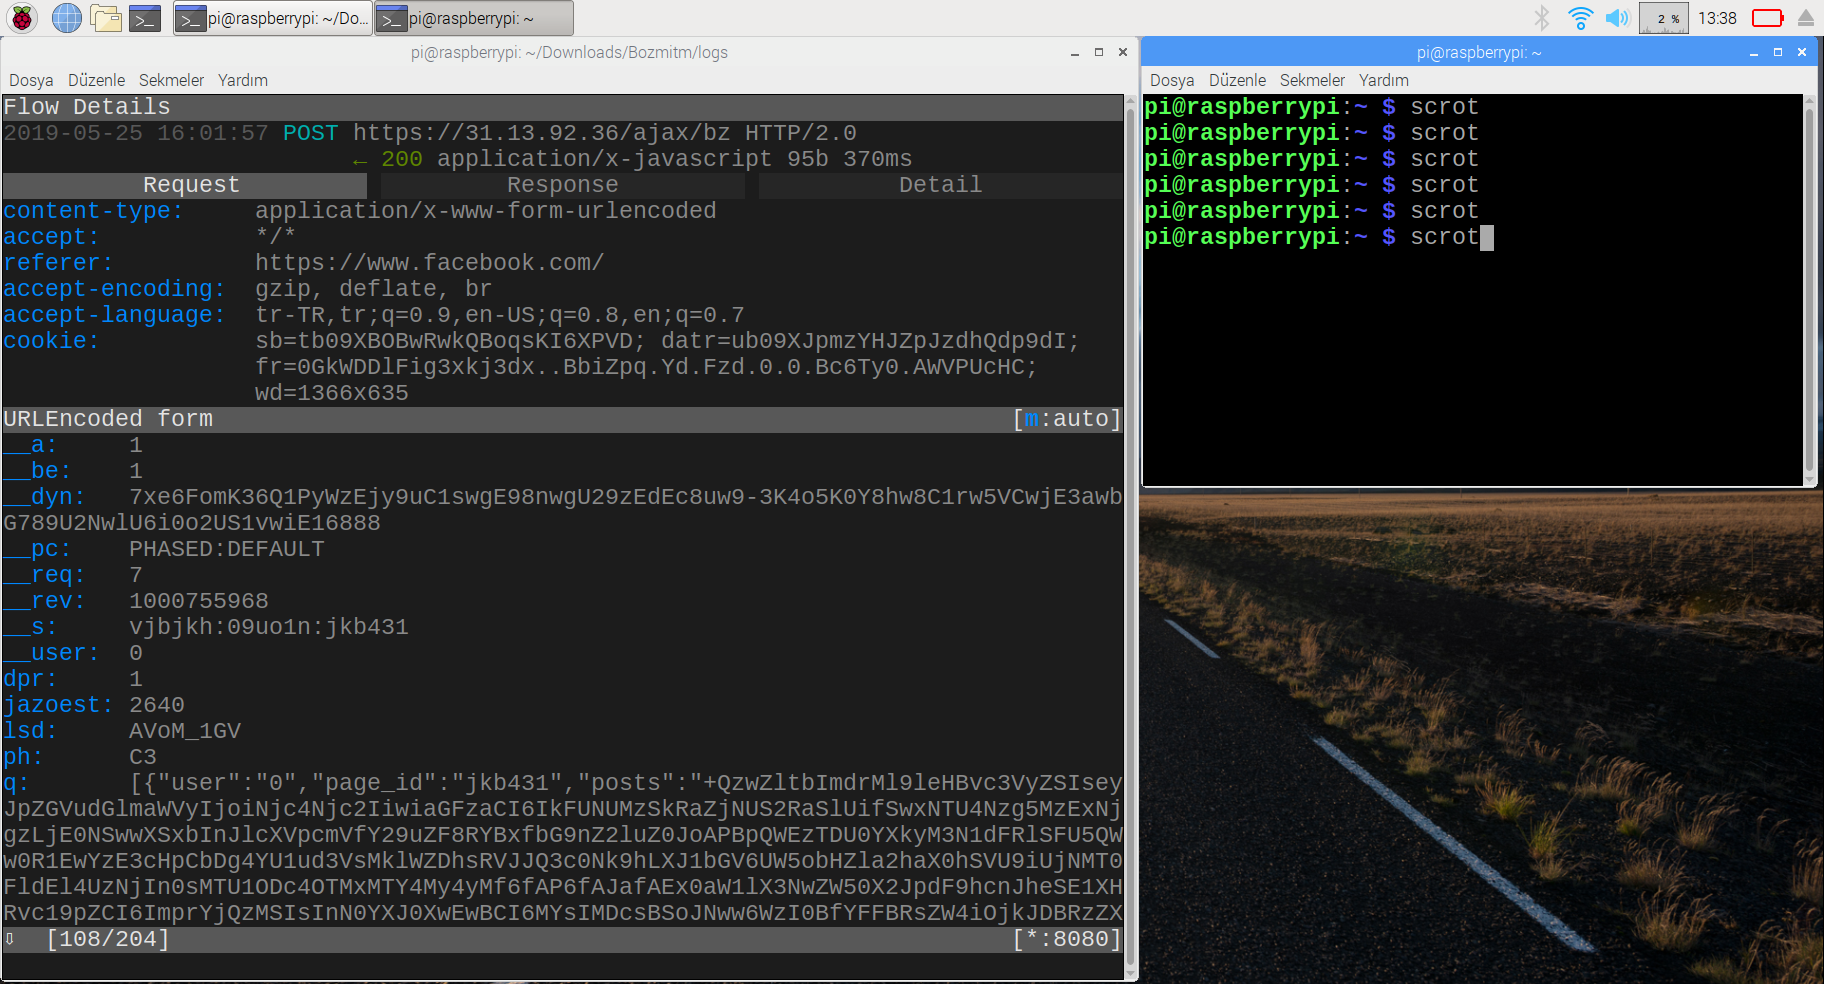 pi@raspberrypi: ~/Do...
pi@raspberrypi: ~
2 %
13:38
pi@raspberrypi: ~/Downloads/Bozmitm/logs
Dosya Düzenle Sekmeler Yardım
Flow Details
2019-05-25 16:01:57 POST https://31.13.92.36/ajax/bz HTTP/2.0
← 200 application/x-javascript 95b 370ms
Request Response Detail
content-type: application/x-www-form-urlencoded
accept: */*
referer: https://www.facebook.com/
accept-encoding: gzip, deflate, br
accept-language: tr-TR,tr;q=0.9,en-US;q=0.8,en;q=0.7
cookie: sb=tb09XBOBwRwkQBoqsKI6XPVD; datr=ub09XJpmzYHJZpJzdhQdp9dI;
fr=0GkWDDlFig3xkj3dx..BbiZpq.Yd.Fzd.0.0.Bc6Ty0.AWVPUcHC;
wd=1366x635
URLEncoded form [m:auto]
__a: 1
__be: 1
__dyn: 7xe6FomK36Q1PyWzEjy9uC1swgE98nwgU29zEdEc8uw9-3K4o5K0Y8hw8C1rw5VCwjE3awb
G789U2NwlU6i0o2US1vwiE16888
__pc: PHASED:DEFAULT
__req: 7
__rev: 1000755968
__s: vjbjkh:09uo1n:jkb431
__user: 0
dpr: 1
jazoest: 2640
lsd: AVoM_1GV
ph: C3
q: [{"user":"0","page_id":"jkb431","posts":"+QzwZltbImdrMl9leHBvc3VyZSIsey
JpZGVudGlmaWVyIjoiNjc4Njc2IiwiaGFzaCI6IkFUNUMzSkRaZjNUS2RaSlUifSwxNTU4Nzg5MzExNj
gzLjE0NSwwXSxbInJlcXVpcmVfY29uZF8RYBxfbG9nZ2luZ0JoAPBpQWEzTDU0YXkyM3N1dFRlSFU5QW
w0R1EwYzE3cHpCbDg4YU1ud3VsMklWZDhsRVJJQ3c0Nk9hLXJ1bGV6UW5obHZla2haX0hSVU9iUjNMT0
FldEl4UzNjIn0sMTU1ODc4OTMxMTY4My4yMf6fAP6fAJafAEx0aW1lX3NwZW50X2JpdF9hcnJheSE1XH
Rvc19pZCI6ImprYjQzMSIsInN0YXJ0XwEwBCI6MYsIMDcsBSoJNww6WzI0BfYFFBRsZW4iOjkJDBRzZX
⇩ [108/204] [*:8080]
pi@raspberrypi: ~
Dosya Düzenle Sekmeler Yardım
pi@raspberrypi:~ $ scrot
pi@raspberrypi:~ $ scrot
pi@raspberrypi:~ $ scrot
pi@raspberrypi:~ $ scrot
pi@raspberrypi:~ $ scrot
pi@raspberrypi:~ $ scrot